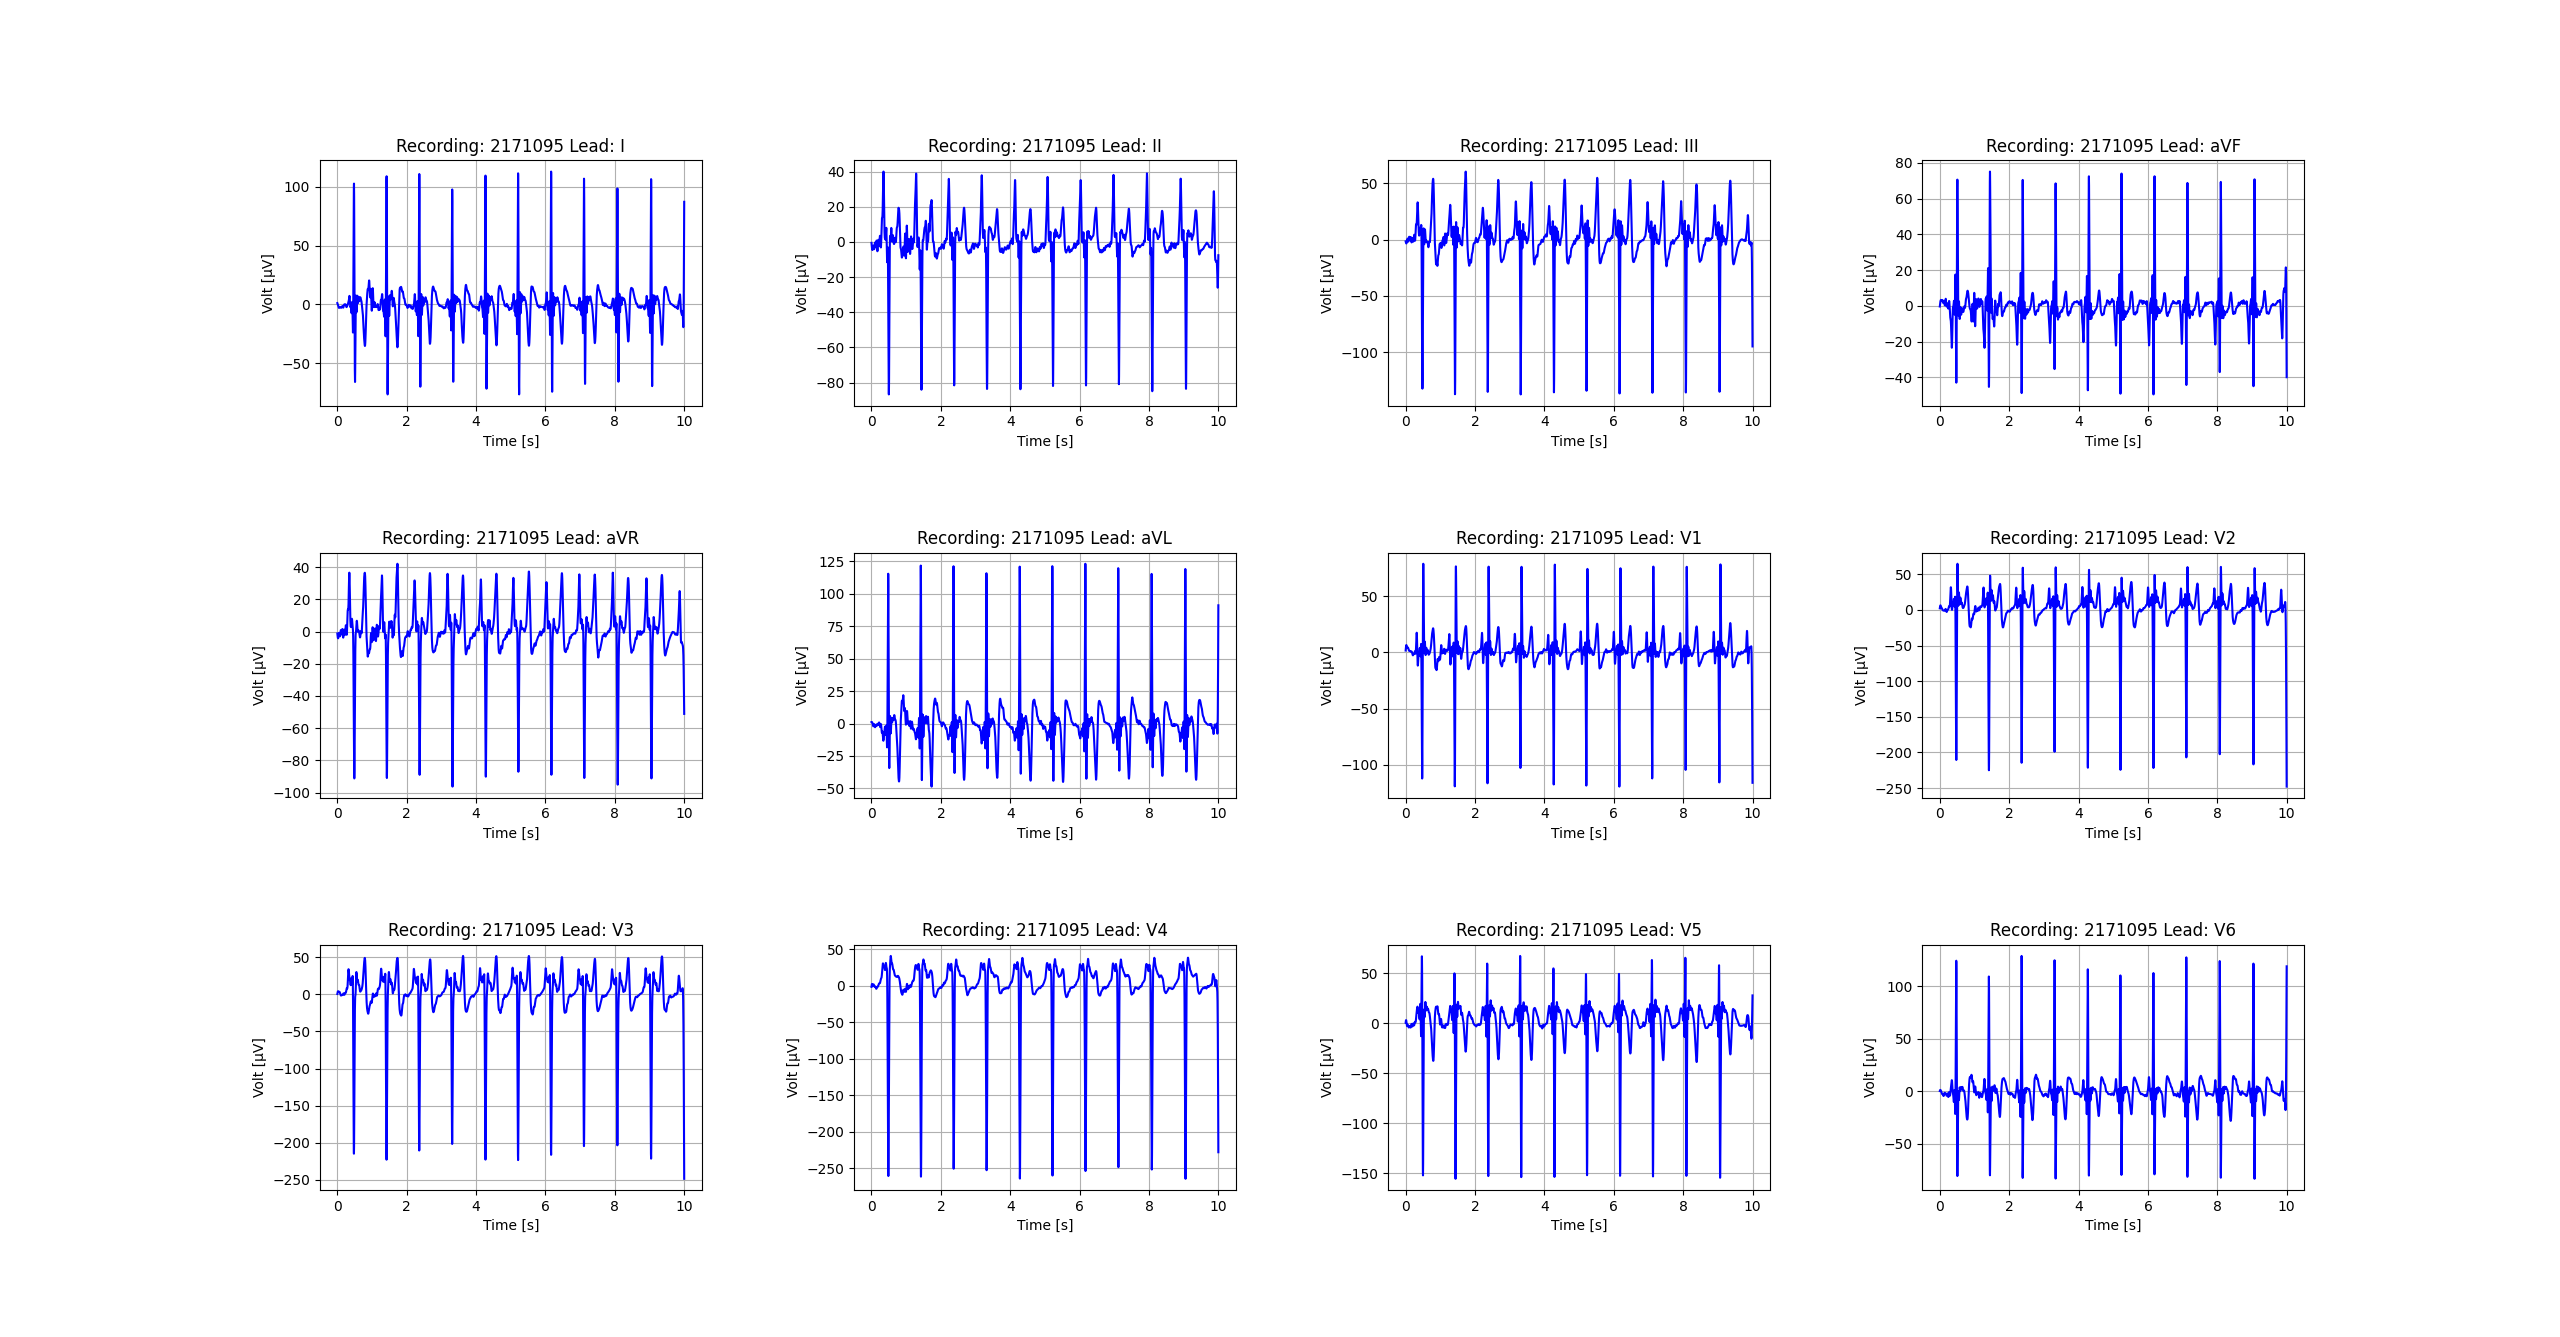 Recording: 2171095 Lead: I
Recording: 2171095 Lead: II
Recording: 2171095 Lead: III
Recording: 2171095 Lead: aVF
Volt [µV]
100
50
0
−50
0 2 4 6 8 10
Time [s]
Volt [µV]
40
20
0
−20
−40
−60
−80
0 2 4 6 8 10
Time [s]
Volt [µV]
50
0
−50
−100
0 2 4 6 8 10
Time [s]
Volt [µV]
80
60
40
20
0
−20
−40
0 2 4 6 8 10
Time [s]
Recording: 2171095 Lead: aVR
Recording: 2171095 Lead: aVL
Recording: 2171095 Lead: V1
Recording: 2171095 Lead: V2
Volt [µV]
40
20
0
−20
−40
−60
−80
−100
0 2 4 6 8 10
Time [s]
Volt [µV]
125
100
75
50
25
0
−25
−50
0 2 4 6 8 10
Time [s]
Volt [µV]
50
0
−50
−100
0 2 4 6 8 10
Time [s]
Volt [µV]
50
0
−50
−100
−150
−200
−250
0 2 4 6 8 10
Time [s]
Recording: 2171095 Lead: V3
Recording: 2171095 Lead: V4
Recording: 2171095 Lead: V5
Recording: 2171095 Lead: V6
Volt [µV]
50
0
−50
−100
−150
−200
−250
0 2 4 6 8 10
Time [s]
Volt [µV]
50
0
−50
−100
−150
−200
−250
0 2 4 6 8 10
Time [s]
Volt [µV]
50
0
−50
−100
−150
0 2 4 6 8 10
Time [s]
Volt [µV]
100
50
0
−50
0 2 4 6 8 10
Time [s]